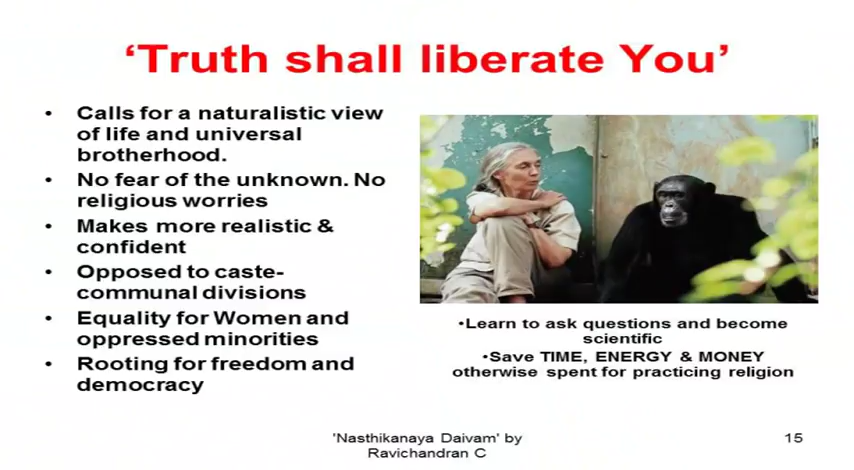 ‘Truth shall liberate You’
• Calls for a naturalistic view
of life and universal
brotherhood.
• No fear of the unknown. No
religious worries
• Makes more realistic &
confident
• Opposed to caste-
communal divisions
• Equality for Women and
oppressed minorities
• Rooting for freedom and
democracy
•Learn to ask questions and become
scientific
•Save TIME, ENERGY & MONEY
otherwise spent for practicing religion
'Nasthikanaya Daivam' by
Ravichandran C
15